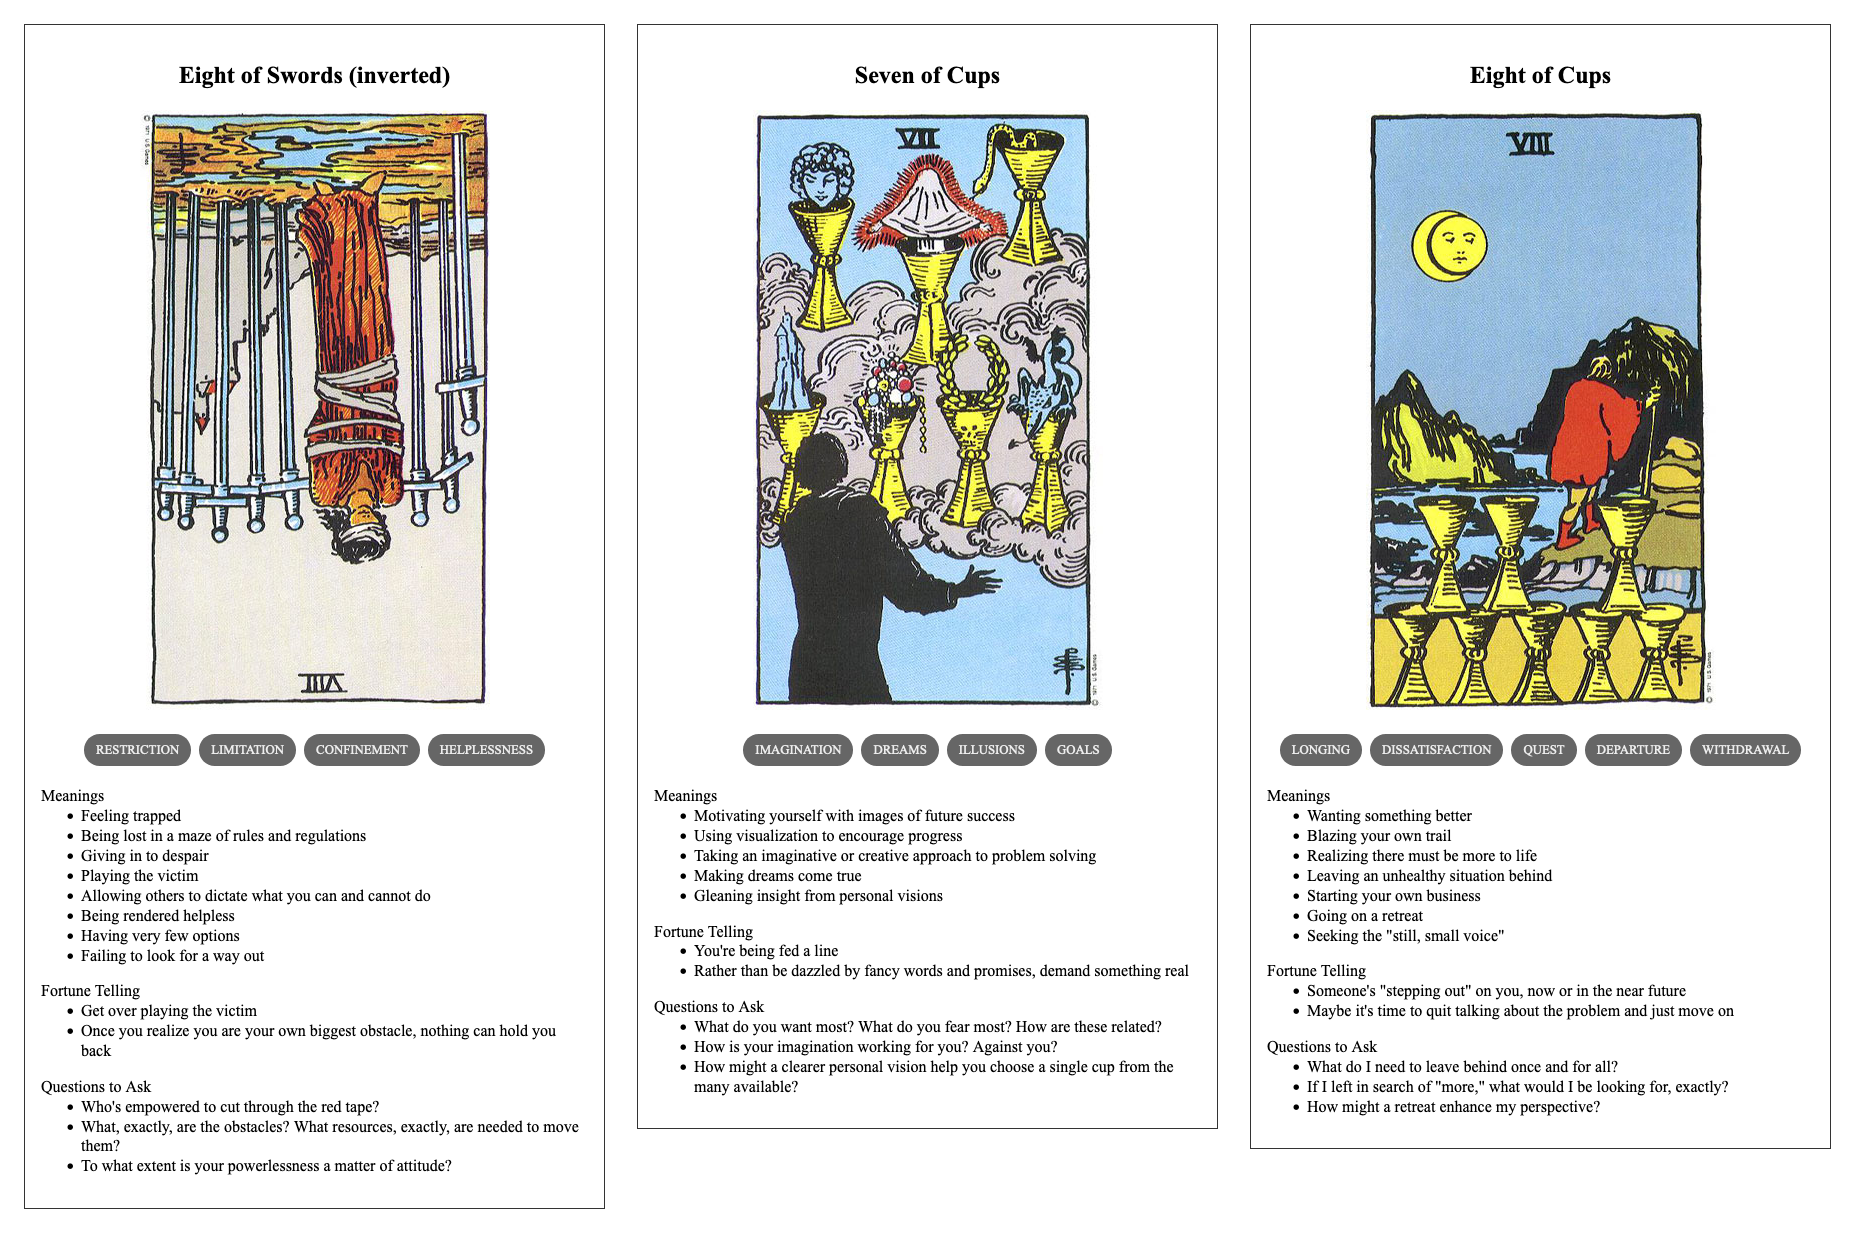 Eight of Swords (inverted)
© 1971 U.S. Games
VIII
RESTRICTION LIMITATION CONFINEMENT HELPLESSNESS
Meanings
• Feeling trapped
• Being lost in a maze of rules and regulations
• Giving in to despair
• Playing the victim
• Allowing others to dictate what you can and cannot do
• Being rendered helpless
• Having very few options
• Failing to look for a way out
Fortune Telling
• Get over playing the victim
• Once you realize you are your own biggest obstacle, nothing can hold you
back
Questions to Ask
• Who's empowered to cut through the red tape?
• What, exactly, are the obstacles? What resources, exactly, are needed to move
them?
• To what extent is your powerlessness a matter of attitude?
Seven of Cups
VII
© 1971 U.S. Games
IMAGINATION DREAMS ILLUSIONS GOALS
Meanings
• Motivating yourself with images of future success
• Using visualization to encourage progress
• Taking an imaginative or creative approach to problem solving
• Making dreams come true
• Gleaning insight from personal visions
Fortune Telling
• You're being fed a line
• Rather than be dazzled by fancy words and promises, demand something real
Questions to Ask
• What do you want most? What do you fear most? How are these related?
• How is your imagination working for you? Against you?
• How might a clearer personal vision help you choose a single cup from the
many available?
Eight of Cups
VIII
© 1971 U.S. Games
LONGING DISSATISFACTION QUEST DEPARTURE WITHDRAWAL
Meanings
• Wanting something better
• Blazing your own trail
• Realizing there must be more to life
• Leaving an unhealthy situation behind
• Starting your own business
• Going on a retreat
• Seeking the "still, small voice"
Fortune Telling
• Someone's "stepping out" on you, now or in the near future
• Maybe it's time to quit talking about the problem and just move on
Questions to Ask
• What do I need to leave behind once and for all?
• If I left in search of "more," what would I be looking for, exactly?
• How might a retreat enhance my perspective?